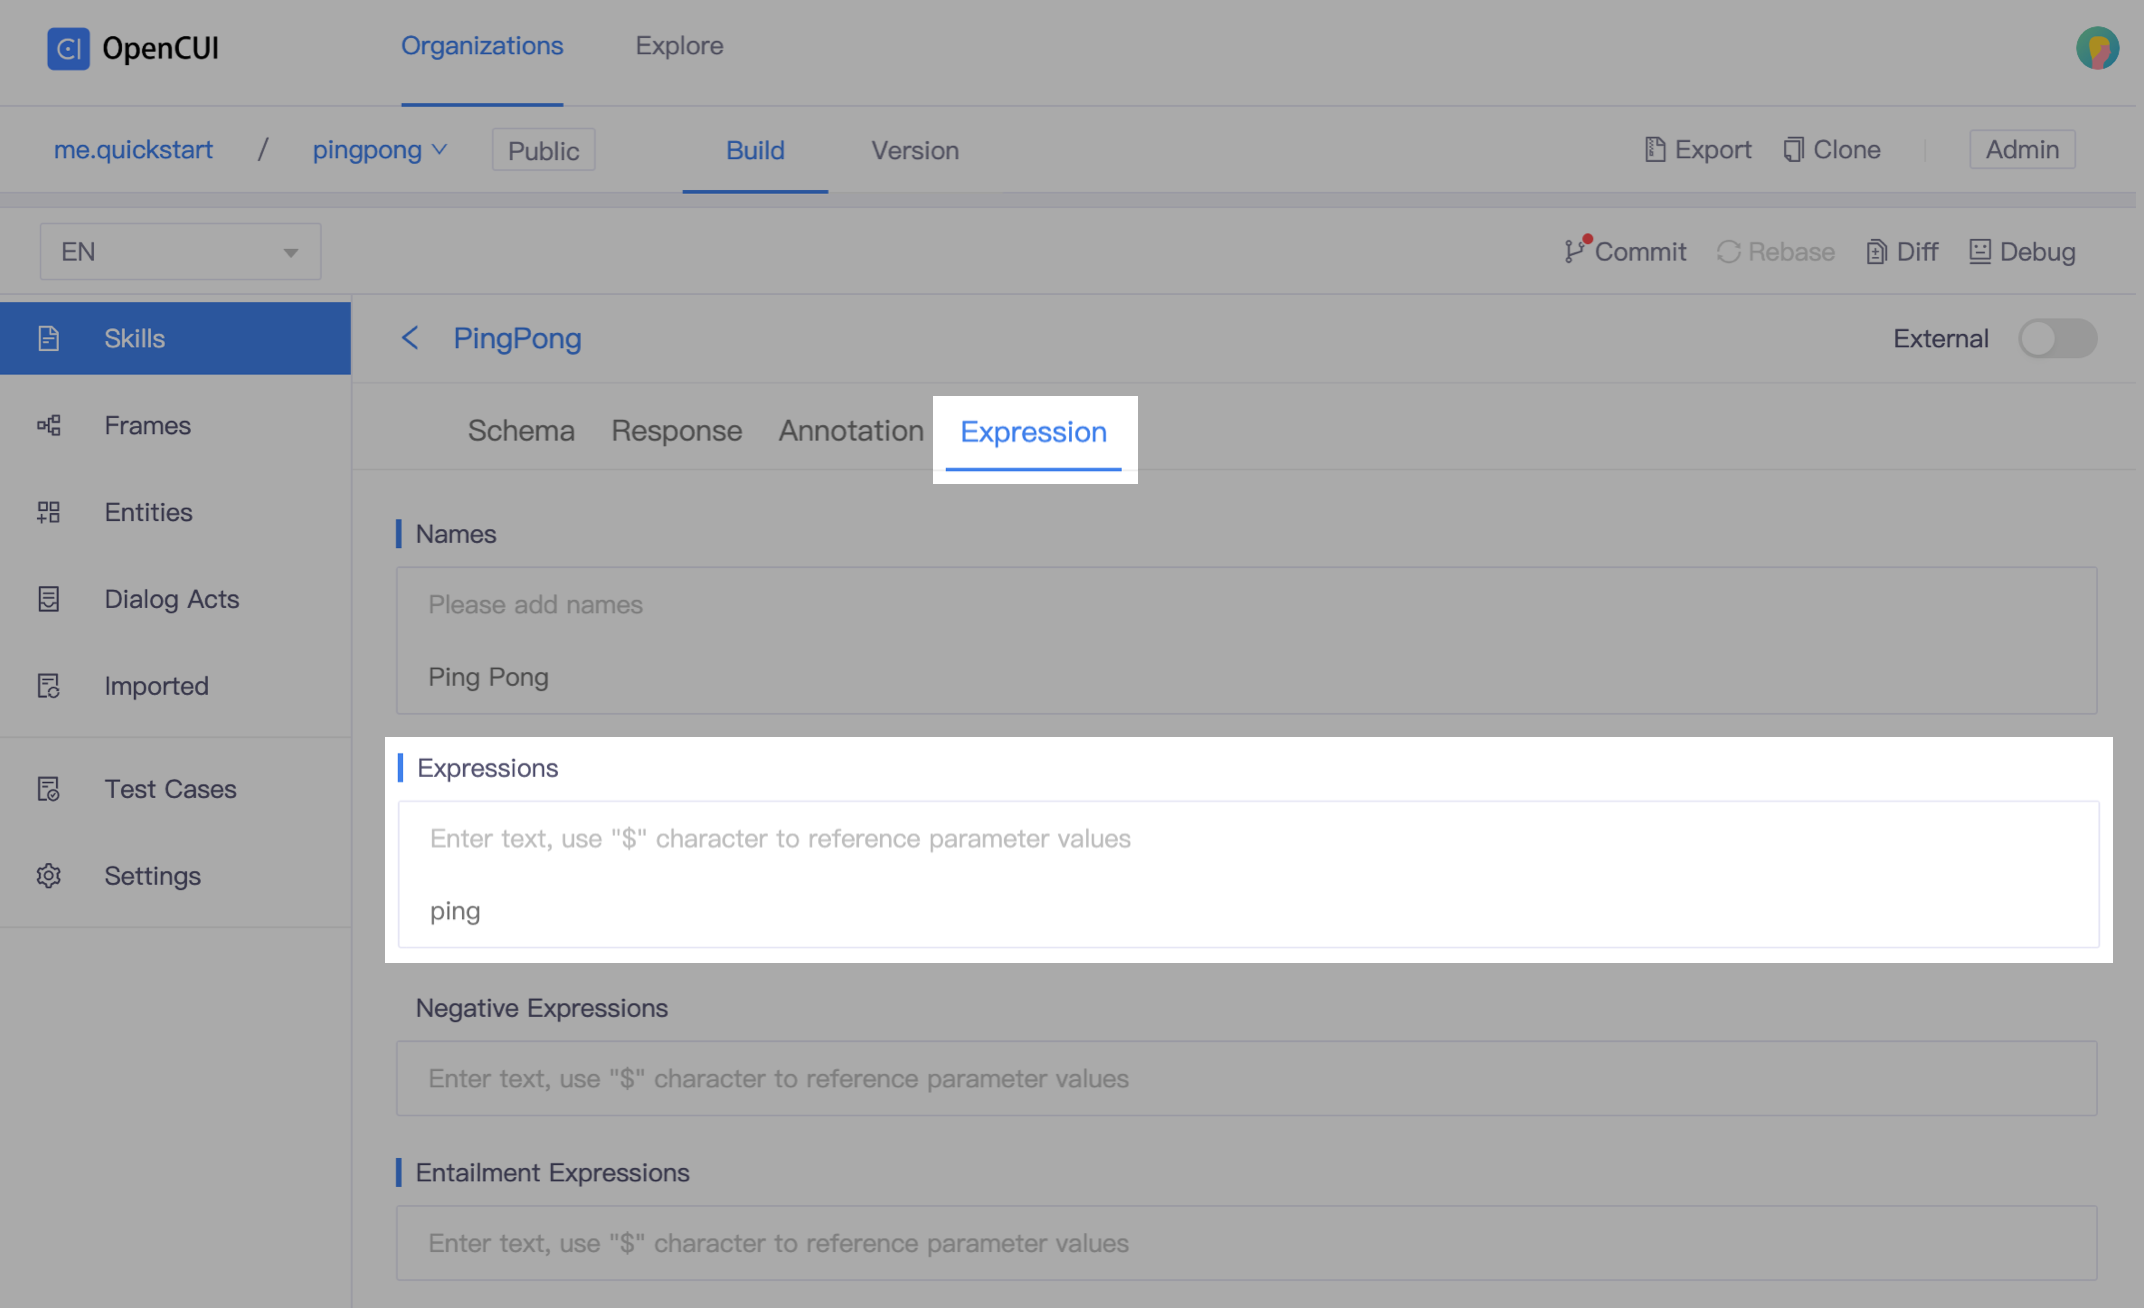 OpenCUI Organizations Explore
me.quickstart / pingpong Public Build Version Export Clone Admin
EN Commit Rebase Diff Debug
Skills
Frames
Entities
Dialog Acts
Imported
Test Cases
Settings
PingPong External
Schema Response Annotation Expression
Names
Please add names
Ping Pong
Expressions
Enter text, use "$" character to reference parameter values
ping
Negative Expressions
Enter text, use "$" character to reference parameter values
Entailment Expressions
Enter text, use "$" character to reference parameter values